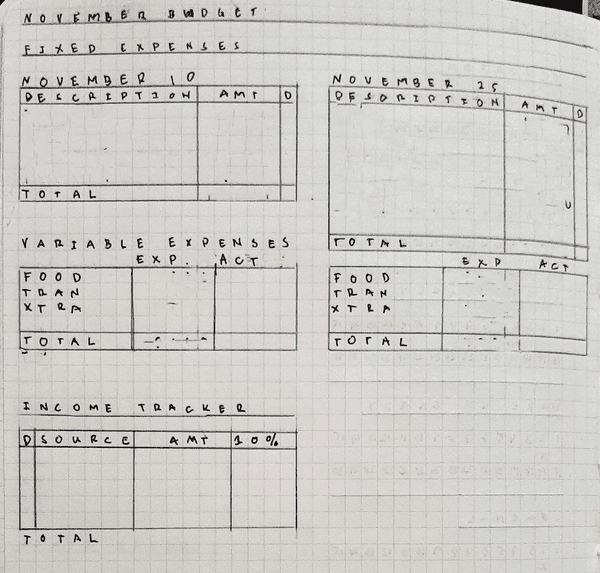 NOVEMBER BUDGET
FIXED EXPENSES
NOVEMBER 10
DESCRIPTION AMT D
TOTAL
NOVEMBER 25
DESCRIPTION AMT D
TOTAL
VARIABLE EXPENSES
EXP. ACT
FOOD
TRAN
XTRA
TOTAL
EXP ACT
FOOD
TRAN
XTRA
TOTAL
INCOME TRACKER
D SOURCE AMT 10%
TOTAL